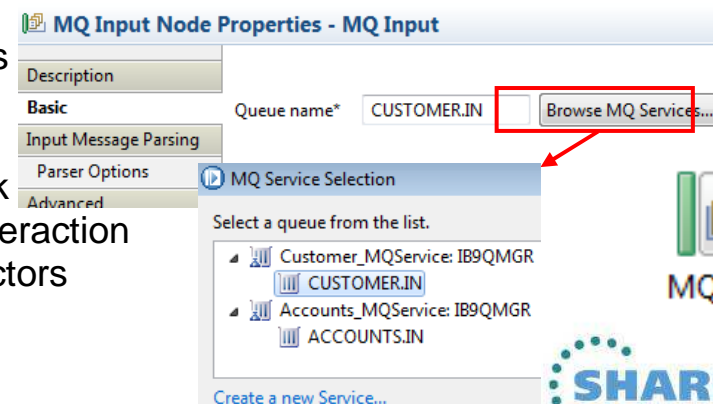 MQ Input Node Properties - MQ Input
Description
Basic
Queue name* CUSTOMER.IN Browse MQ Services...
Input Message Parsing
Parser Options
Advanced
MQ Service Selection
Select a queue from the list.
Customer_MQService: IB9QMGR
CUSTOMER.IN
Accounts_MQService: IB9QMGR
ACCOUNTS.IN
Create a new Service...
MQ
SHAR